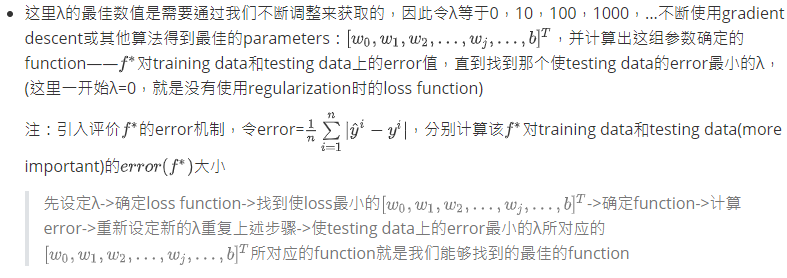 • 这里λ的最佳数值是需要通过我们不断调整来获取的，因此令λ等于0，10，100，1000，...不断使用gradient
descent或其他算法得到最佳的parameters：[w₀, w₁, w₂, . . . , wⱼ, . . . , b]ᵀ，并计算出这组参数确定的
function——f*对training data和testing data上的error值，直到找到那个使testing data的error最小的λ，
(这里一开始λ=0，就是没有使用regularization时的loss function)
注：引入评价f*的error机制，令error=$\frac{1}{n}\sum_{i=1}^{n}|\hat{y}^i - y^i|$，分别计算该f*对training data和testing data(more
important)的error(f*)大小
先设定λ->确定loss function->找到使loss最小的[w₀, w₁, w₂, . . . , wⱼ, . . . , b]ᵀ->确定function->计算
error->重新设定新的λ重复上述步骤->使testing data上的error最小的λ所对应的
[w₀, w₁, w₂, . . . , wⱼ, . . . , b]ᵀ所对应的function就是我们能够找到的最佳的function